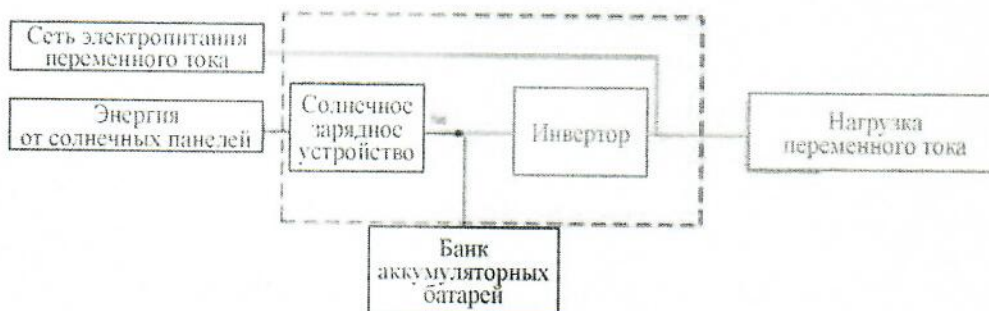 Сеть электропитания
переменного тока
Энергия
от солнечных панелей
Солнечное
зарядное
устройство
Инвертор
Нагрузка
переменного тока
Банк
аккумуляторных
батарей